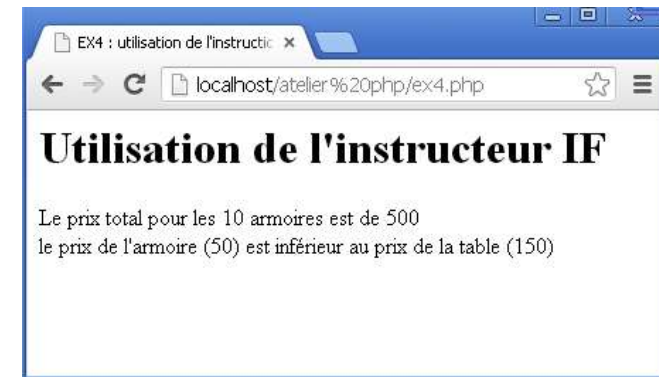 EX4 : utilisation de l'instructic
localhost/atelier%20php/ex4.php
Utilisation de l'instructeur IF
Le prix total pour les 10 armoires est de 500
le prix de l'armoire (50) est inférieur au prix de la table (150)